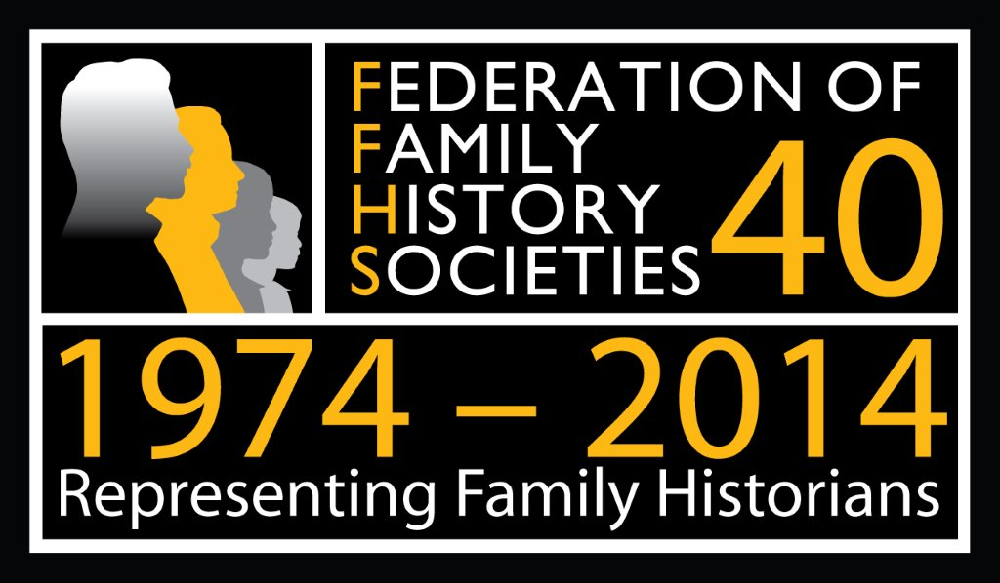 FEDERATION OF
FAMILY
HISTORY
SOCIETIES
40
1974 – 2014
Representing Family Historians